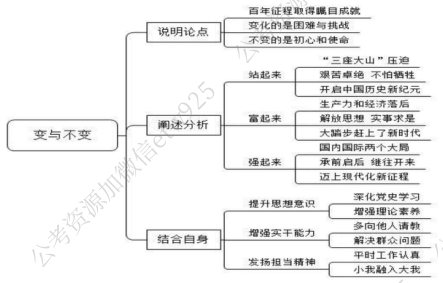 变与不变
说明论点
百年征程取得瞩目成就
变化的是困难与挑战
不变的是初心和使命
阐述分析
站起来
“三座大山”压迫
艰苦卓绝 不怕牺牲
开启中国历史新纪元
富起来
生产力和经济落后
解放思想 实事求是
大踏步赶上了新时代
强起来
国内国际两个大局
承前启后 继往开来
迈上现代化新征程
结合自身
提升思想意识
深化党史学习
增强理论素养
增强实干能力
多向他人请教
解决群众问题
发扬担当精神
平时工作认真
小我融入大我